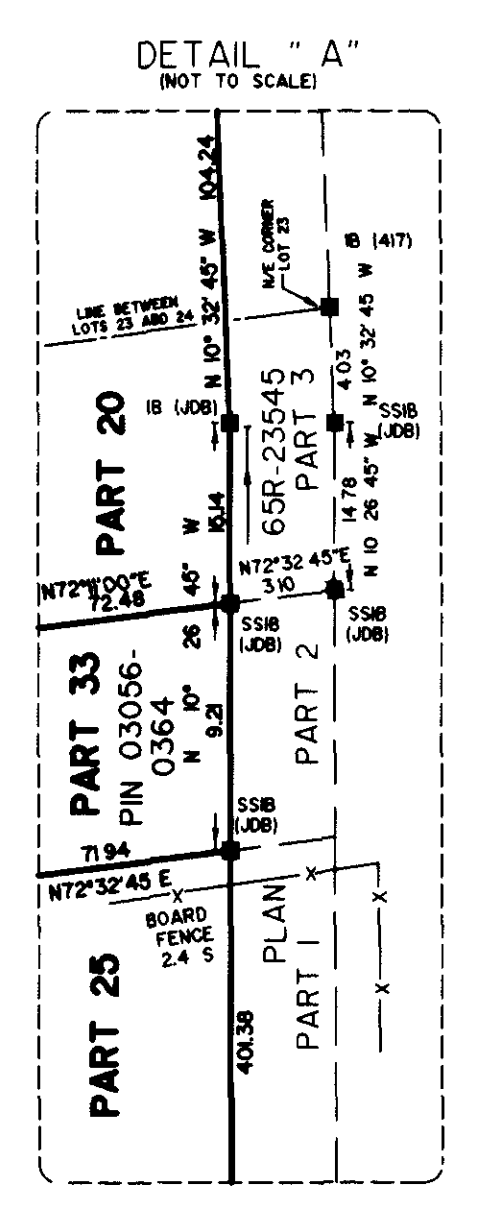 DETAIL " A"
(NOT TO SCALE)
104.24
N 10° 32' 45" W
N/E CORNER
LOT 23
IB (417)
LINE BETWEEN
LOTS 23 AND 24
N 10° 32' 45 W
4 03
PART 20
IB (JDB)
65R-23545
PART 3
SSIB
(JDB)
15.14
14 78
N 10 26 45" W
N72°11'00"E
72.48
N72°32 45"E
3 10
N 10° 26 45" W
SSIB
(JDB)
SSIB
(JDB)
PART 33
PIN 03056-
0364
9.21
PART 2
SSIB
(JDB)
71 94
N72°32'45 E
BOARD
FENCE
2.4 S
PLAN
PART 1
PART 25
401.38